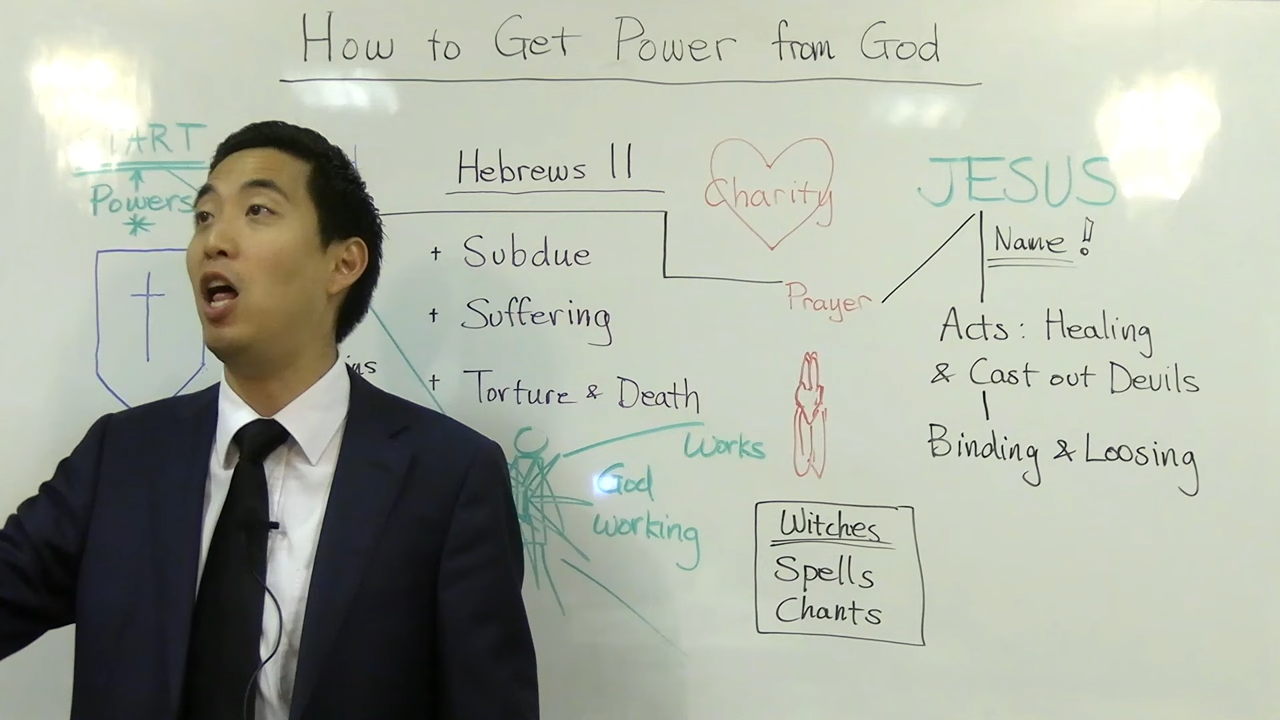 How to Get Power from God
Powers
*
Hebrews 11
+ Subdue
+ Suffering
+ Torture & Death
Works
God
working
Charity
Prayer
Witches
Spells
Chants
JESUS
Name!
Acts: Healing
& Cast out Devils
Binding & Loosing